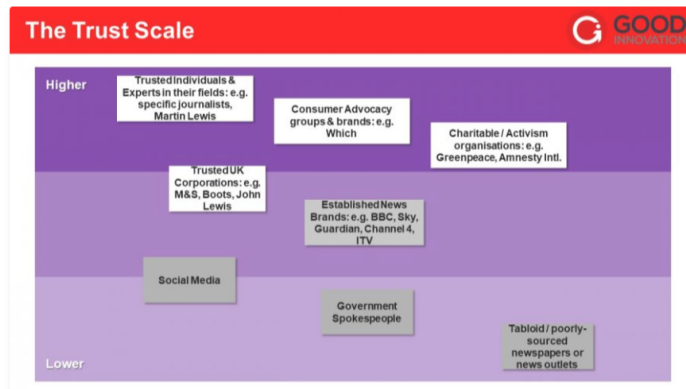 The Trust Scale
GOOD
INNOVATION
Higher
Trusted Individuals &
Experts in their fields: e.g.
specific journalists,
Martin Lewis
Consumer Advocacy
groups & brands: e.g.
Which
Charitable / Activism
organisations: e.g.
Greenpeace, Amnesty Intl.
Trusted UK
Corporations: e.g.
M&S, Boots, John
Lewis
Established News
Brands: e.g. BBC, Sky,
Guardian, Channel 4,
ITV
Social Media
Government
Spokespeople
Tabloid / poorly-
sourced
newspapers or
news outlets
Lower